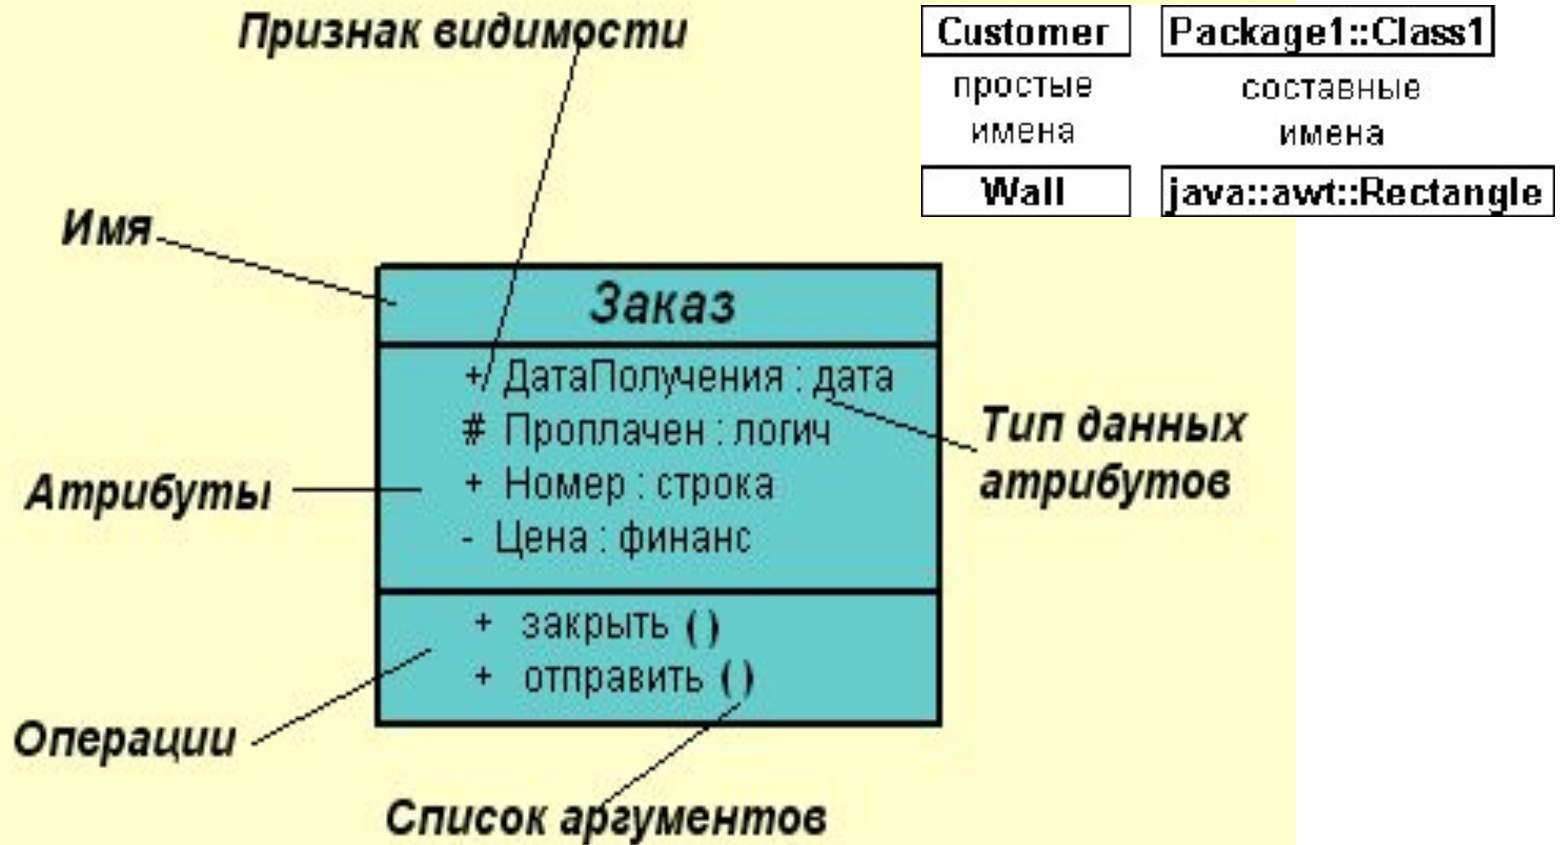 Признак видимости
Customer
Package1::Class1
простые
имена
составные
имена
Wall
java::awt::Rectangle
Имя
Заказ
+ ДатаПолучения : дата
# Проплачен : логич
+ Номер : строка
- Цена : финанс
Тип данных
атрибутов
Атрибуты
+ закрыть ( )
+ отправить ( )
Операции
Список аргументов